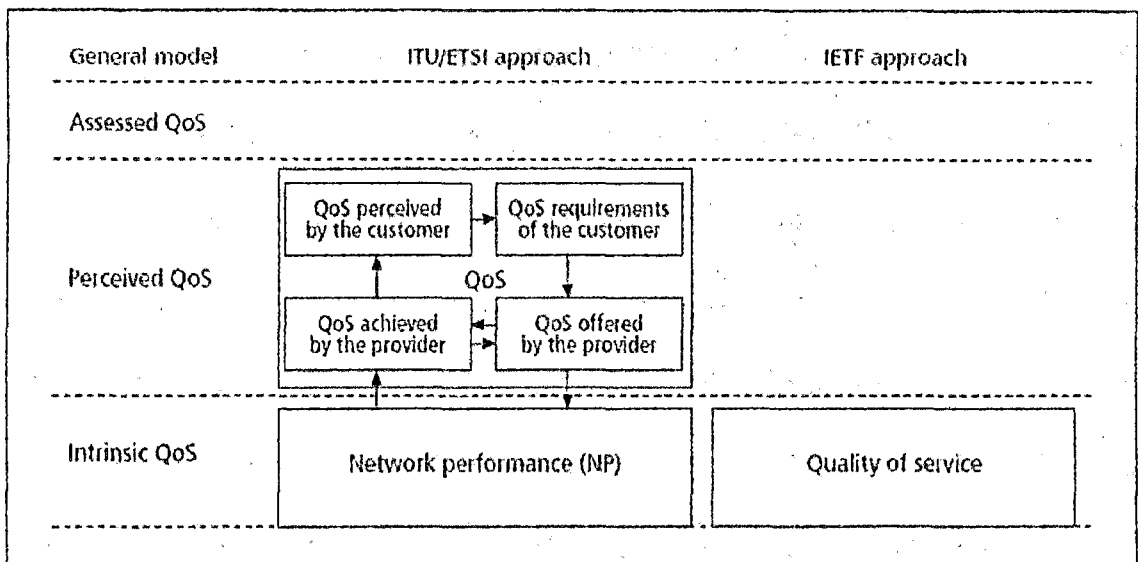 General model ITU/ETSI approach IETF approach
Assessed QoS
Perceived QoS
QoS perceived
by the customer
QoS requirements
of the customer
QoS
QoS achieved
by the provider
QoS offered
by the provider
Intrinsic QoS
Network performance (NP)
Quality of service